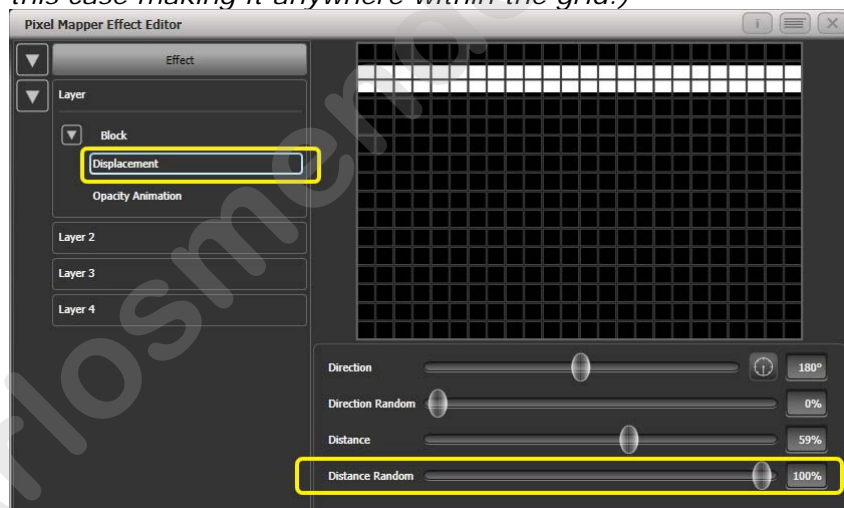 this case making it anywhere within the grid.)
Pixel Mapper Effect Editor
Effect
Layer
Block
Displacement
Opacity Animation
Layer 2
Layer 3
Layer 4
Direction 180°
Direction Random 0%
Distance 59%
Distance Random 100%